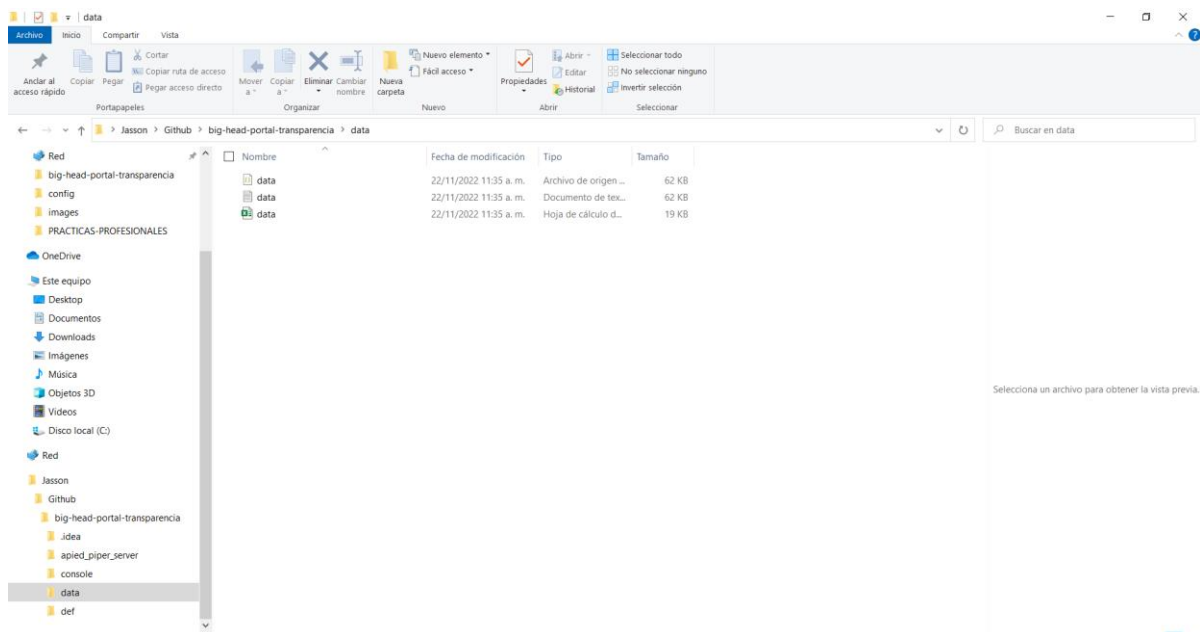 data
Archivo Inicio Compartir Vista
Anclar al acceso rápido
Copiar
Pegar
Cortar
Copiar ruta de acceso
Pegar acceso directo
Portapapeles
Mover a
Copiar a
Eliminar
Cambiar nombre
Organizar
Nueva carpeta
Nuevo elemento
Fácil acceso
Nuevo
Propiedades
Abrir
Editar
Historial
Abrir
Seleccionar todo
No seleccionar ninguno
Invertir selección
Seleccionar
> Jasson > Github > big-head-portal-transparencia > data
Buscar en data
Red
big-head-portal-transparencia
config
images
PRACTICAS-PROFESIONALES
OneDrive
Este equipo
Desktop
Documentos
Downloads
Imágenes
Música
Objetos 3D
Videos
Disco local (C:)
Red
Jasson
Github
big-head-portal-transparencia
.idea
apied_piper_server
console
data
def
Nombre Fecha de modificación Tipo Tamaño
data 22/11/2022 11:35 a. m. Archivo de origen ... 62 KB
data 22/11/2022 11:35 a. m. Documento de tex... 62 KB
data 22/11/2022 11:35 a. m. Hoja de cálculo d... 19 KB
Selecciona un archivo para obtener la vista previa.